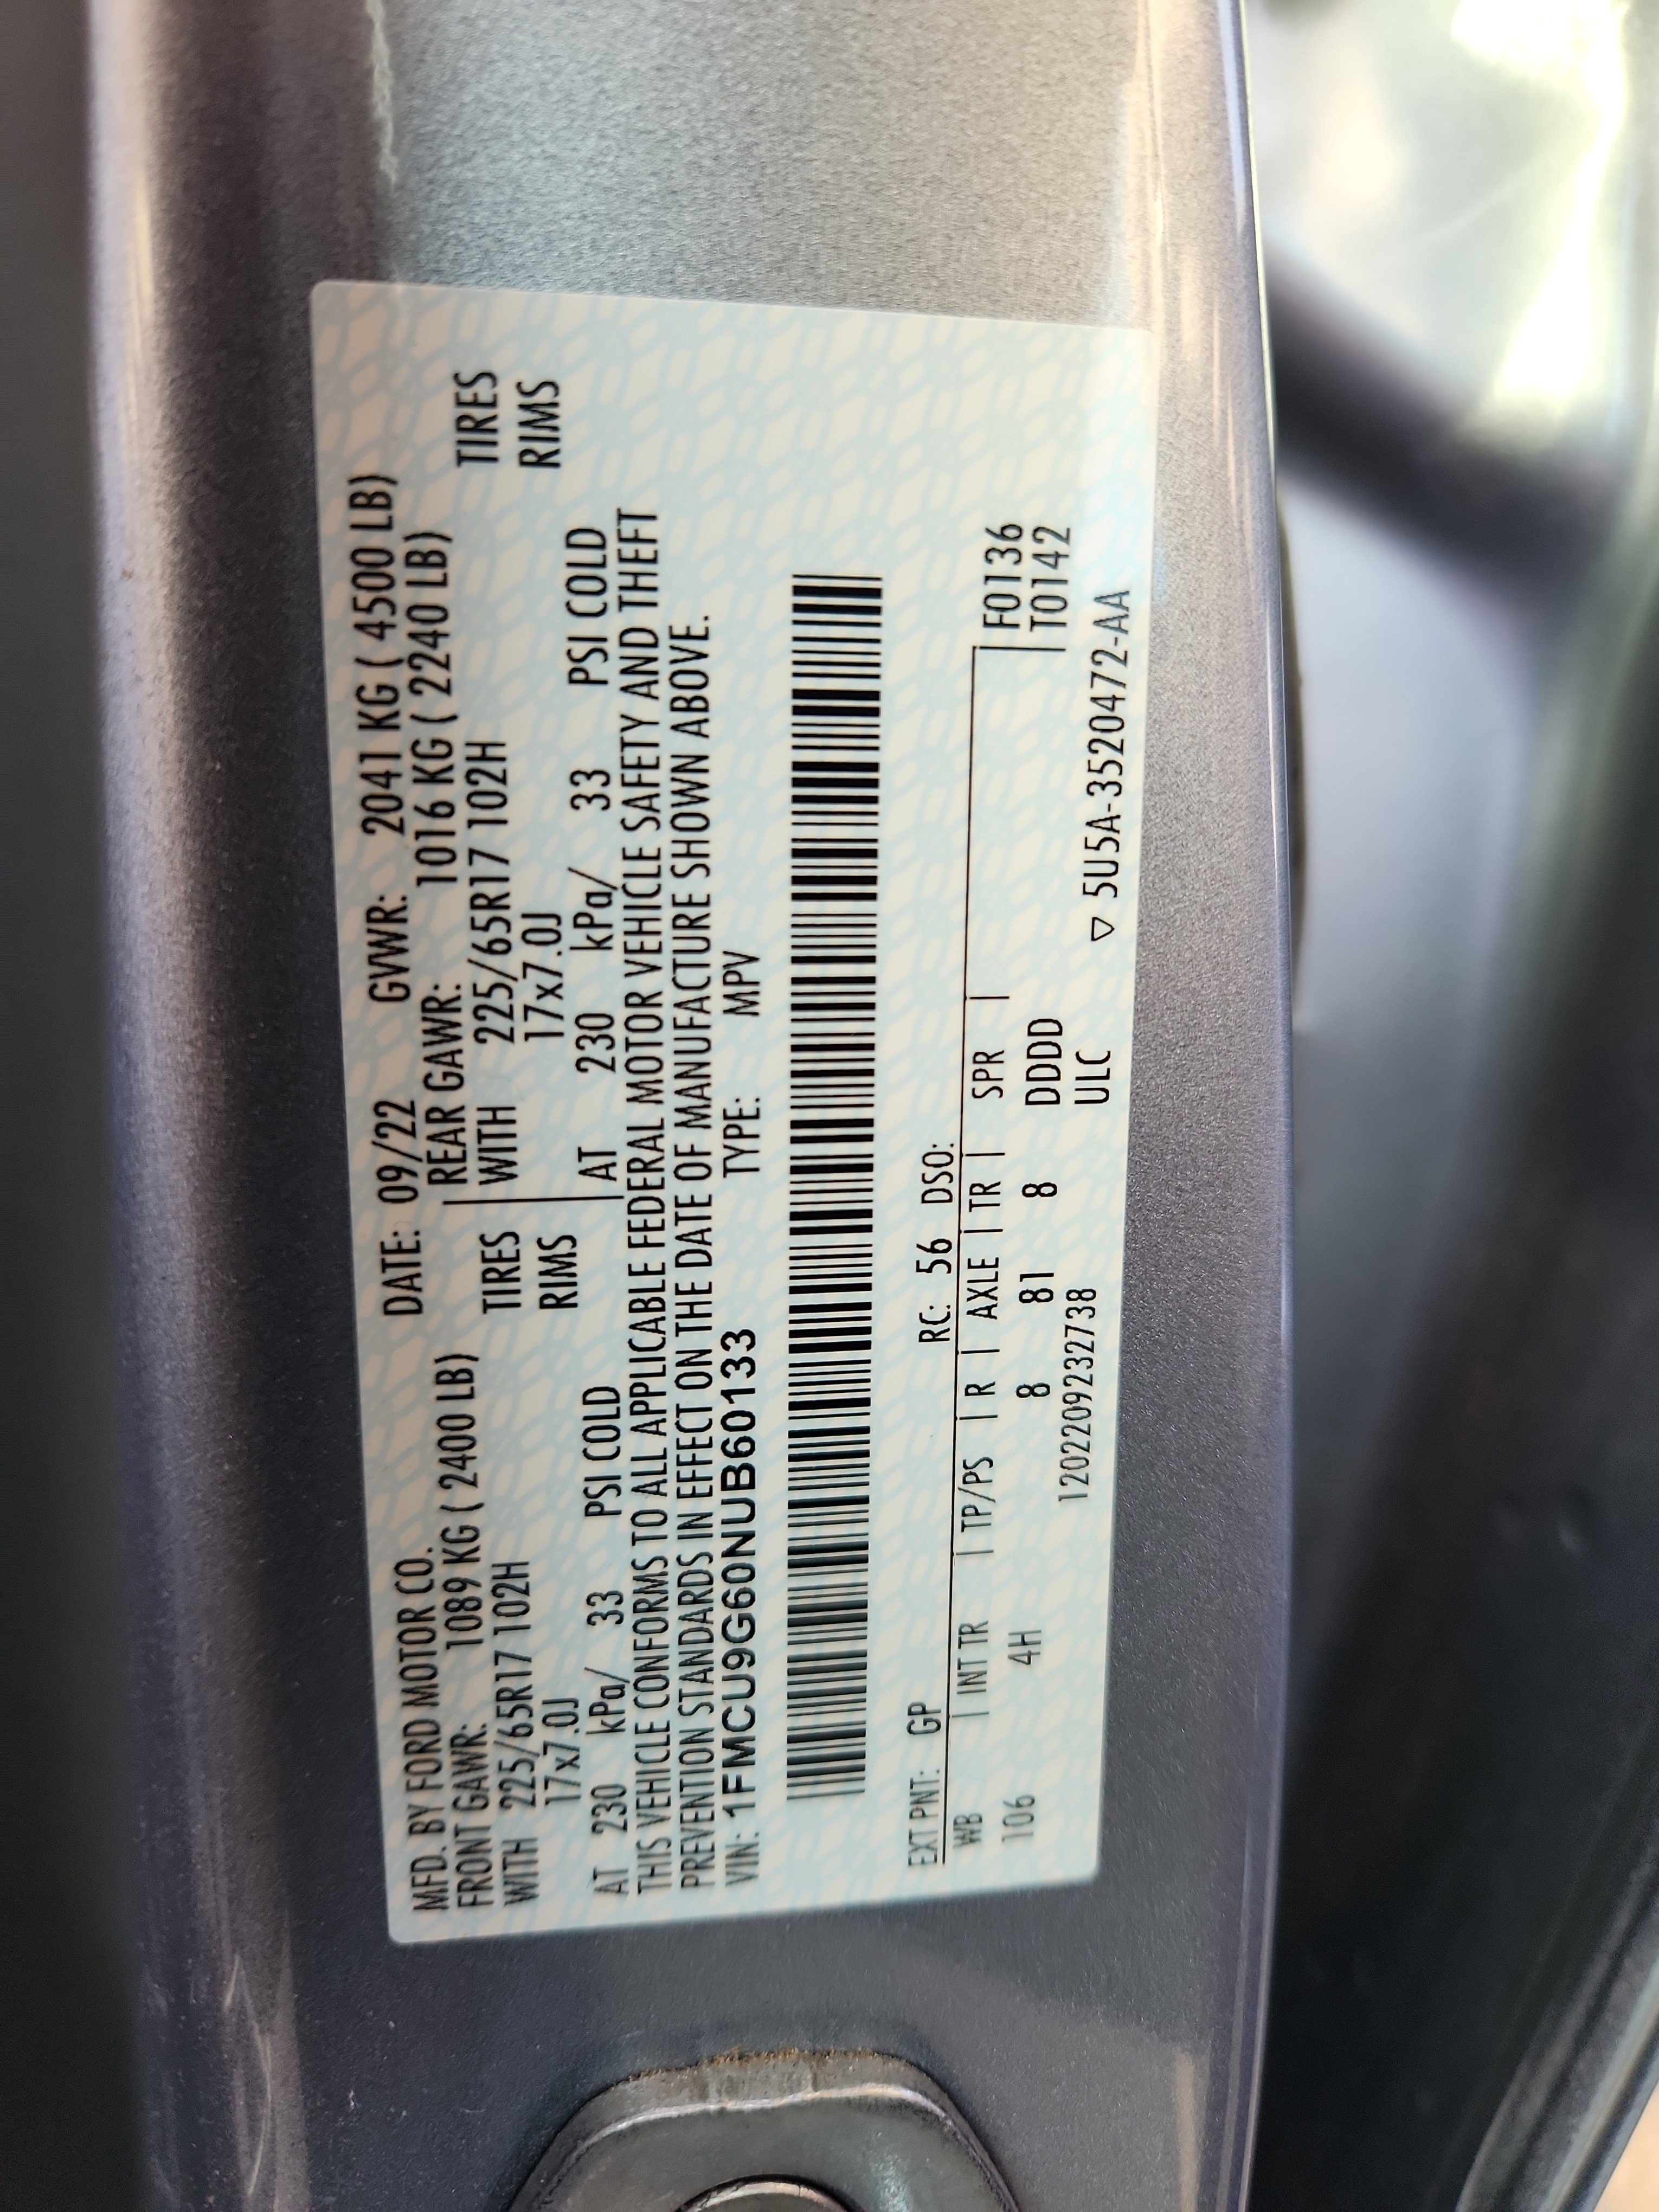 MFD. BY FORD MOTOR CO. DATE: 09/22 GVWR: 2041 KG ( 4500 LB)
FRONT GAWR: 1089 KG ( 2400 LB) REAR GAWR: 1016 KG ( 2240 LB)
WITH 225/65R17 102H TIRES WITH 225/65R17 102H TIRES
17x7.0J RIMS 17x7.0J RIMS
AT 230 kPa/ 33 PSI COLD AT 230 kPa/ 33 PSI COLD
THIS VEHICLE CONFORMS TO ALL APPLICABLE FEDERAL MOTOR VEHICLE SAFETY AND THEFT
PREVENTION STANDARDS IN EFFECT ON THE DATE OF MANUFACTURE SHOWN ABOVE.
VIN: 1FMCU9G60NUB60133 TYPE: MPV
EXT PNT: GP RC: 56 DSO:
WB | INT TR | TP/PS | R | AXLE | TR | SPR | F0136
106 4H 8 81 8 DDDD T0142
1202209232738 ULC
▽ 5U5A-3520472-AA